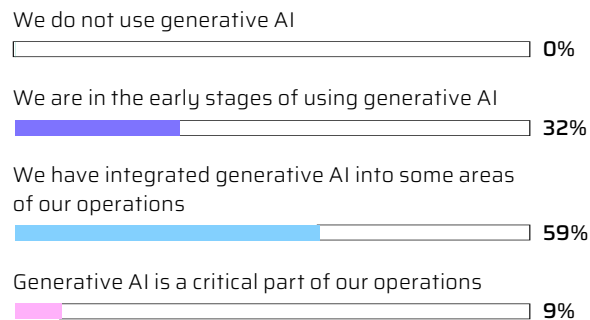 We do not use generative AI
0%
We are in the early stages of using generative AI
32%
We have integrated generative AI into some areas
of our operations
59%
Generative AI is a critical part of our operations
9%